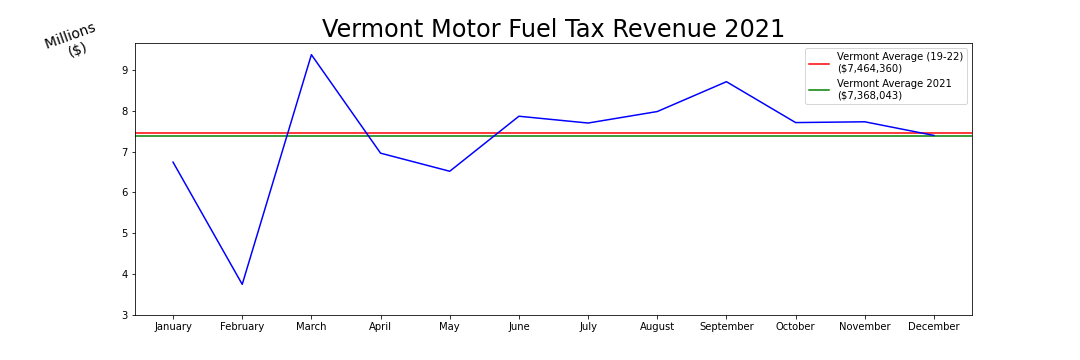 Vermont Motor Fuel Tax Revenue 2021
Millions
($)
Vermont Average (19-22)
($7,464,360)
Vermont Average 2021
($7,368,043)
9
8
7
6
5
4
3
January February March April May June July August September October November December